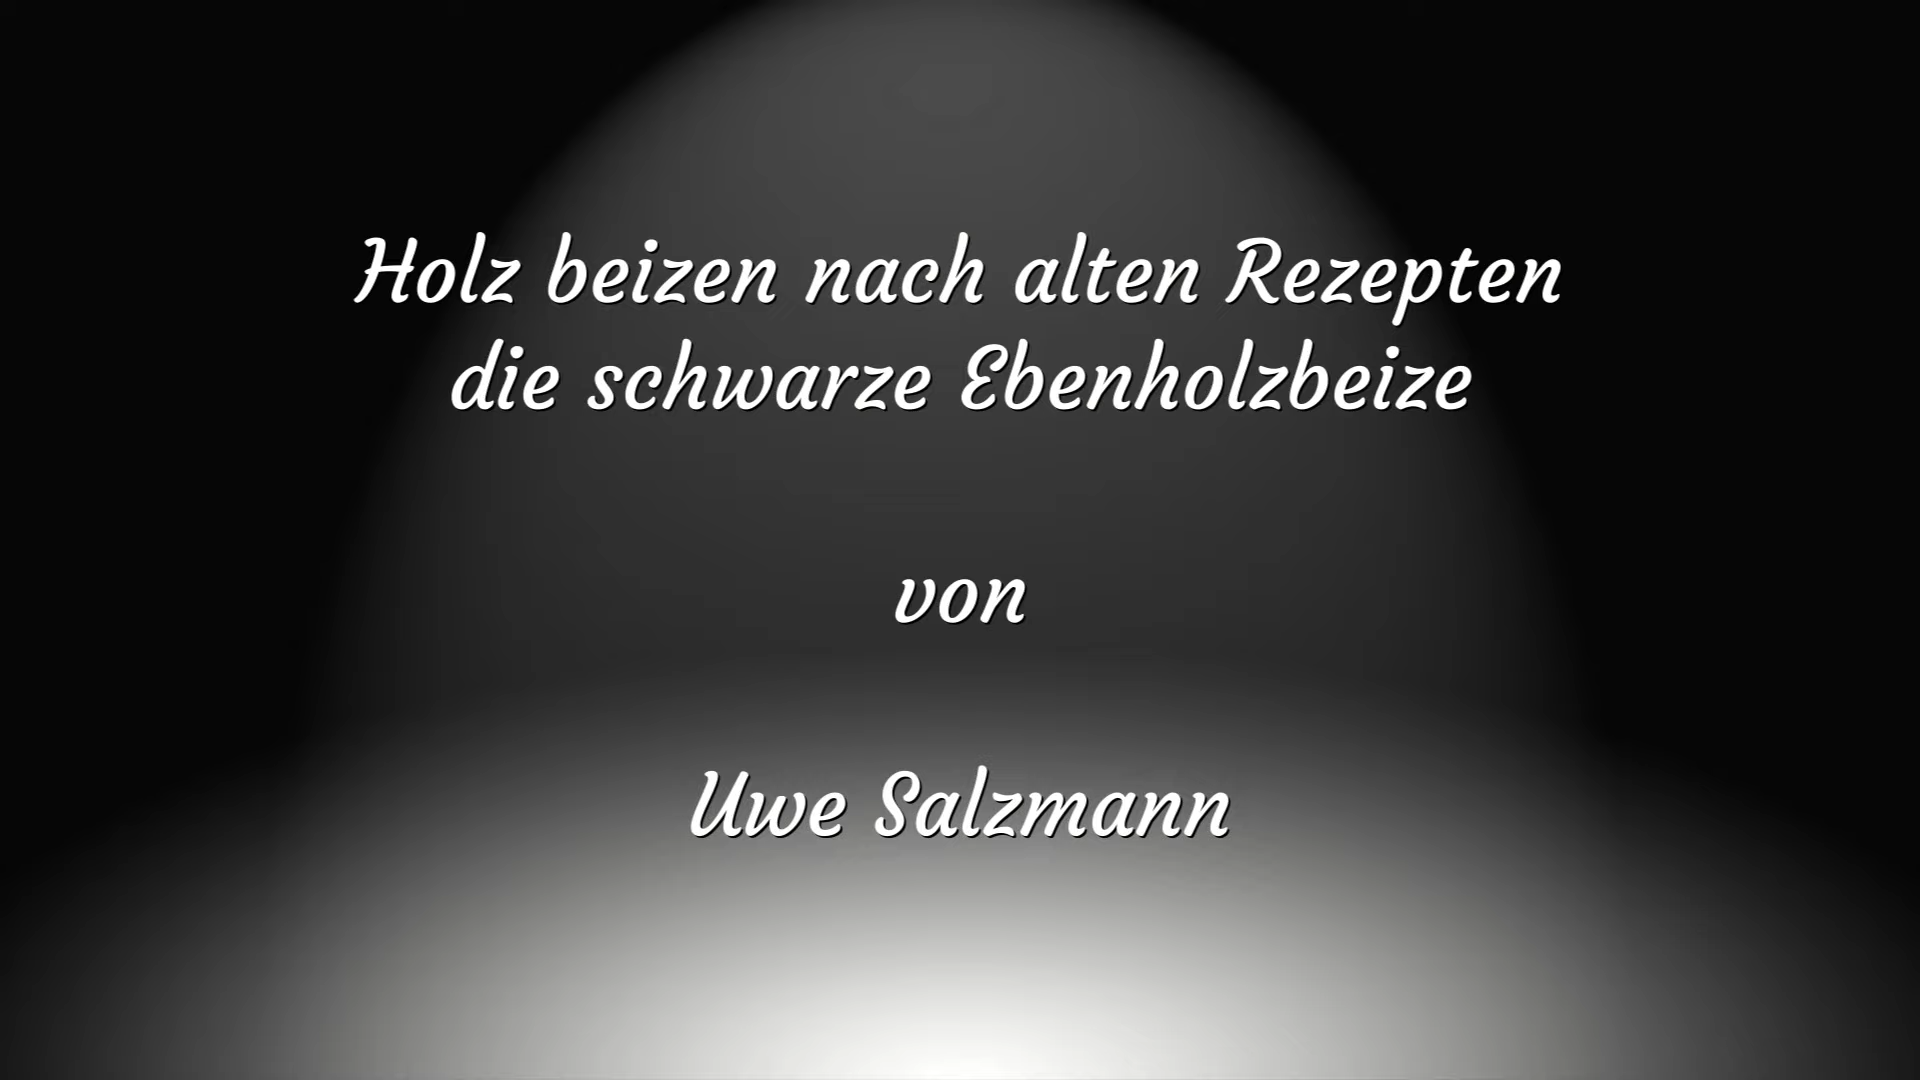 Holz beizen nach alten Rezepten
die schwarze Ebenholzbeize
von
Uwe Salzmann